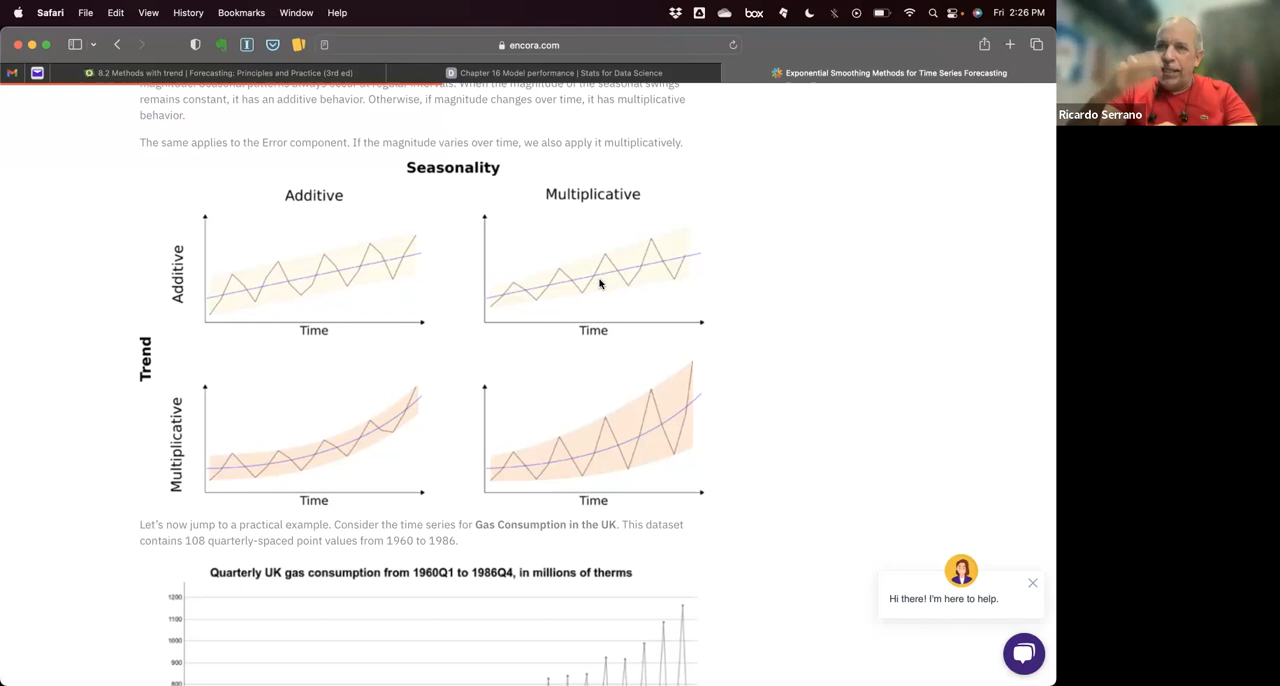 Safari File Edit View History Bookmarks Window Help
box
Fri 2:26 PM
encora.com
8.2 Methods with trend | Forecasting: Principles and Practice (3rd ed)
Chapter 16 Model performance | Stats for Data Science
Exponential Smoothing Methods for Time Series Forecasting
remains constant, it has an additive behavior. Otherwise, if magnitude changes over time, it has multiplicative
behavior.
The same applies to the Error component. If the magnitude varies over time, we also apply it multiplicatively.
Seasonality
Additive
Multiplicative
Trend
Additive
Time
Time
Multiplicative
Time
Time
Let's now jump to a practical example. Consider the time series for Gas Consumption in the UK. This dataset
contains 108 quarterly-spaced point values from 1960 to 1986.
Quarterly UK gas consumption from 1960Q1 to 1986Q4, in millions of therms
1200
1100
1000
900
800
Hi there! I'm here to help.
Ricardo Serrano